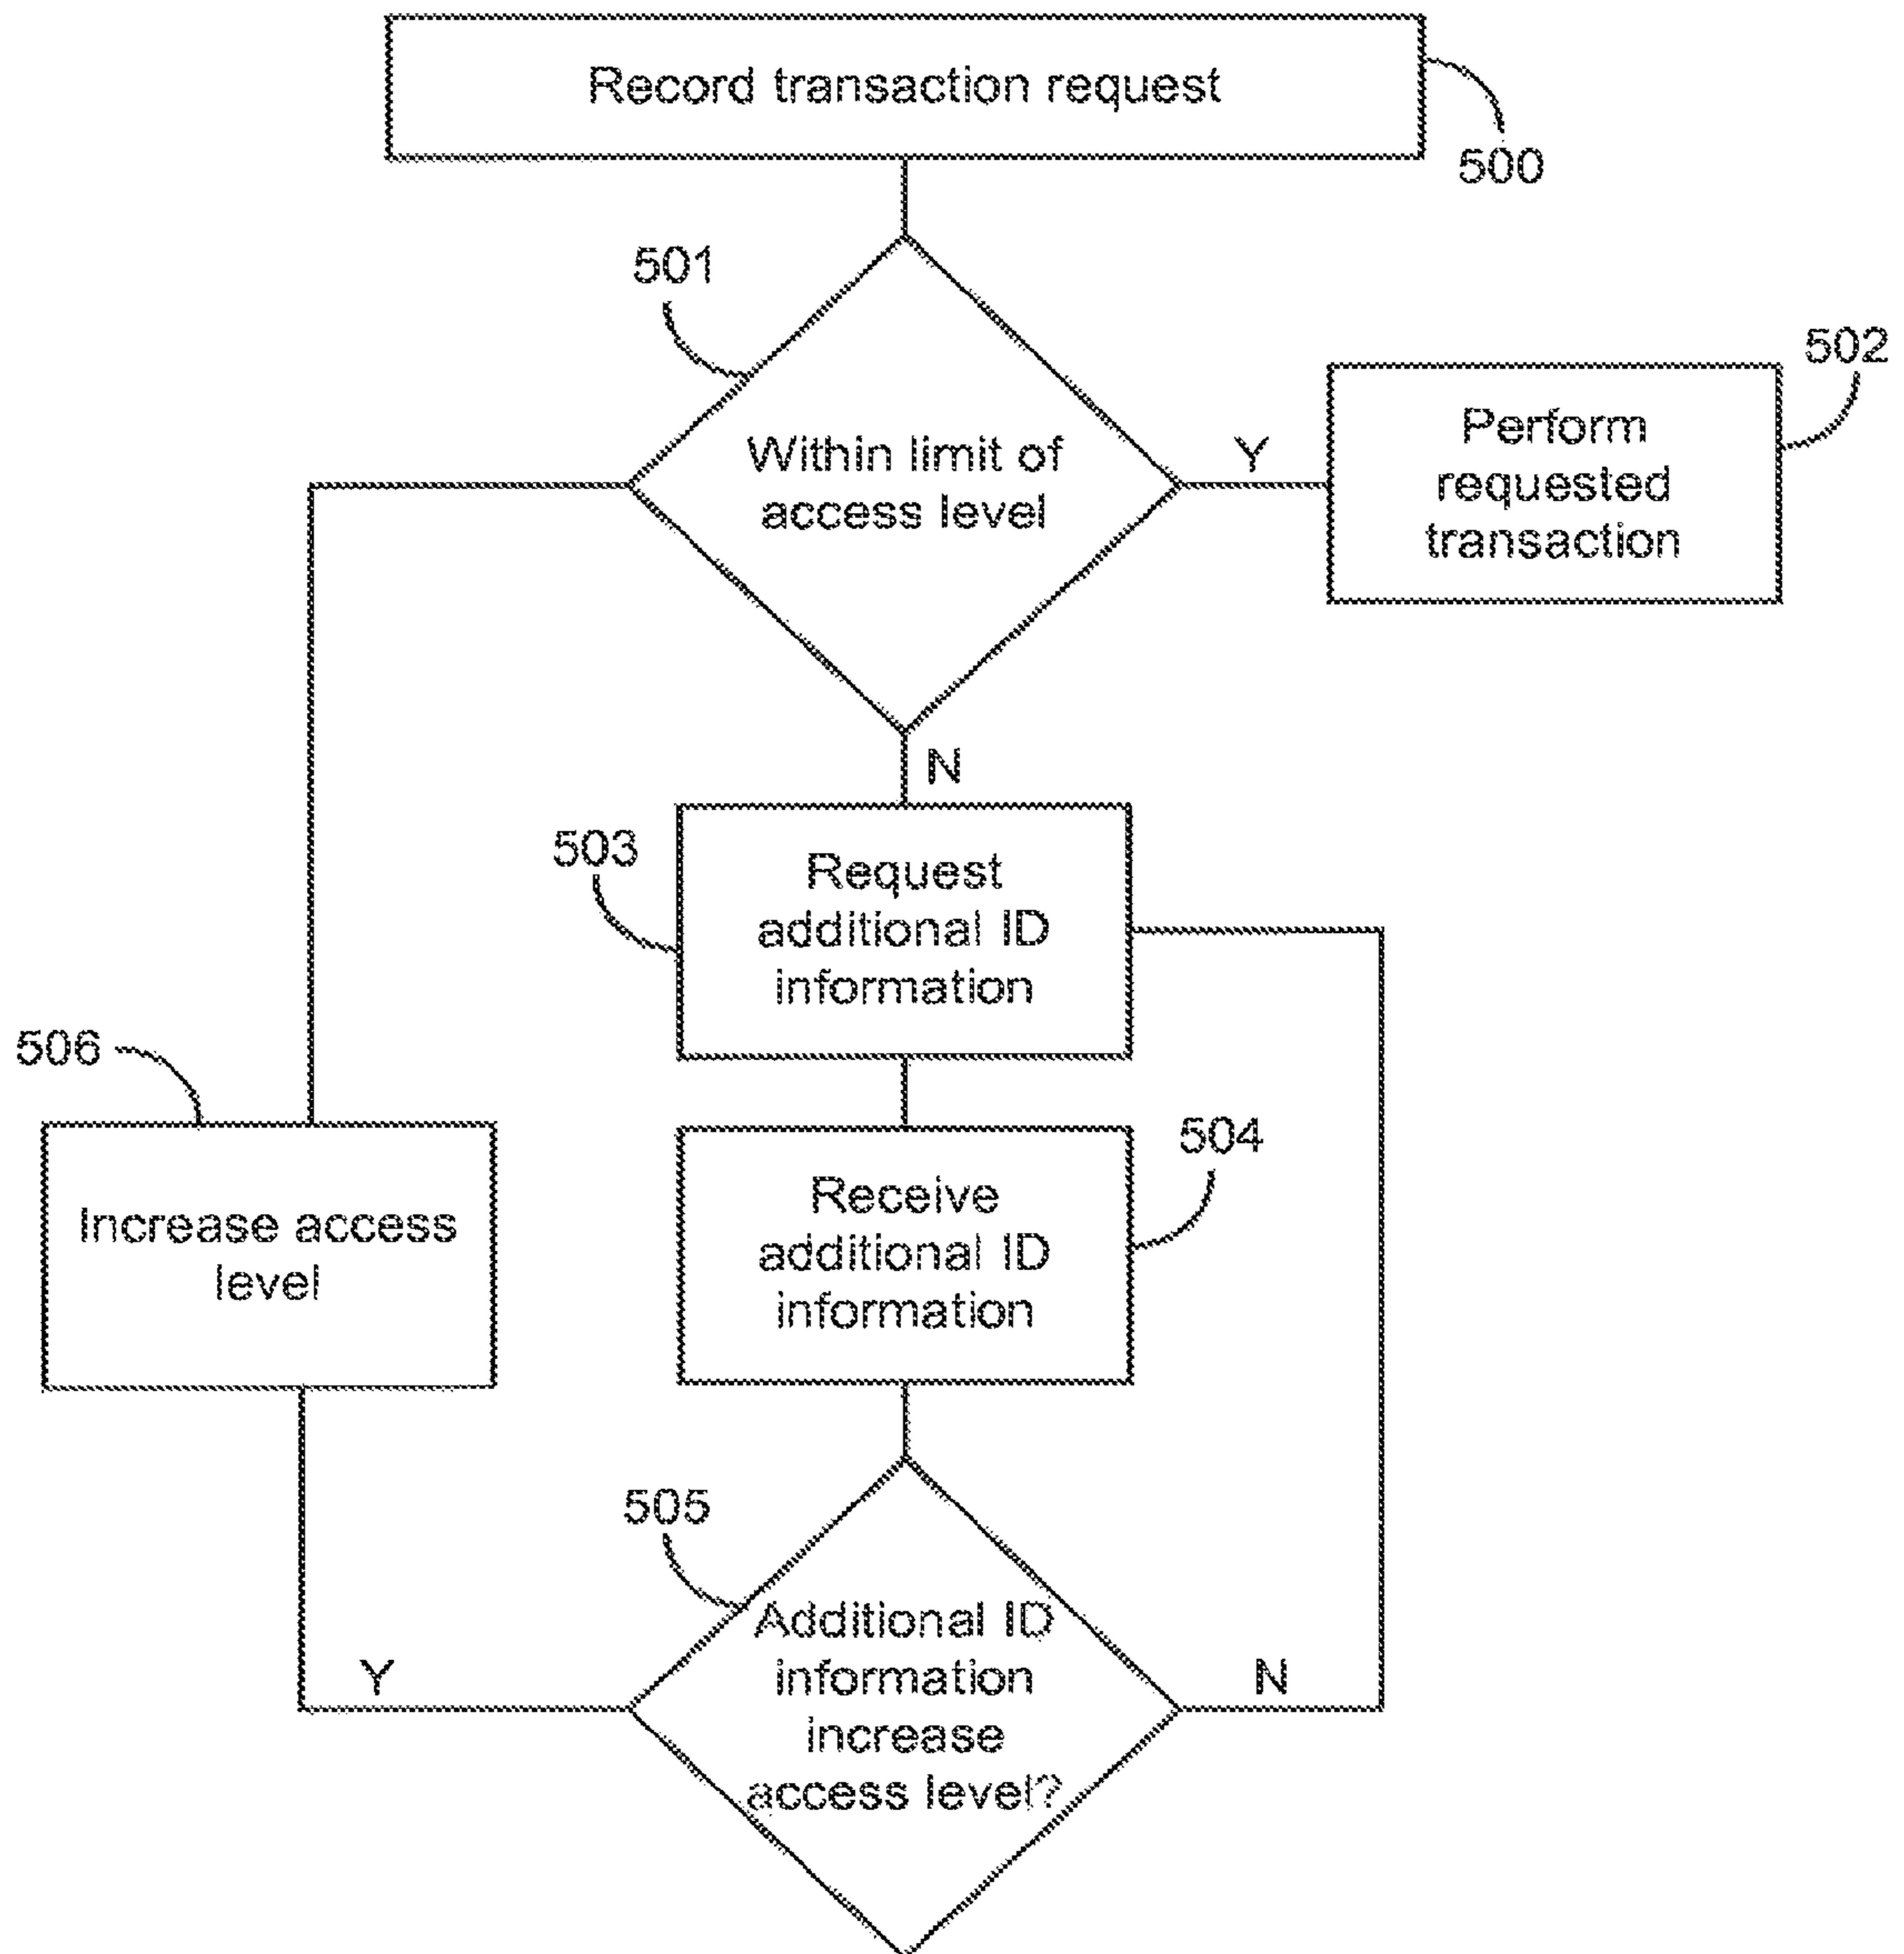 Record transaction request
500
501
Within limit of
access level
Y
502
Perform
requested
transaction
N
503
Request
additional ID
information
506
Increase access
level
504
Receive
additional ID
information
505
Additional ID
information
increase
access level?
Y
N